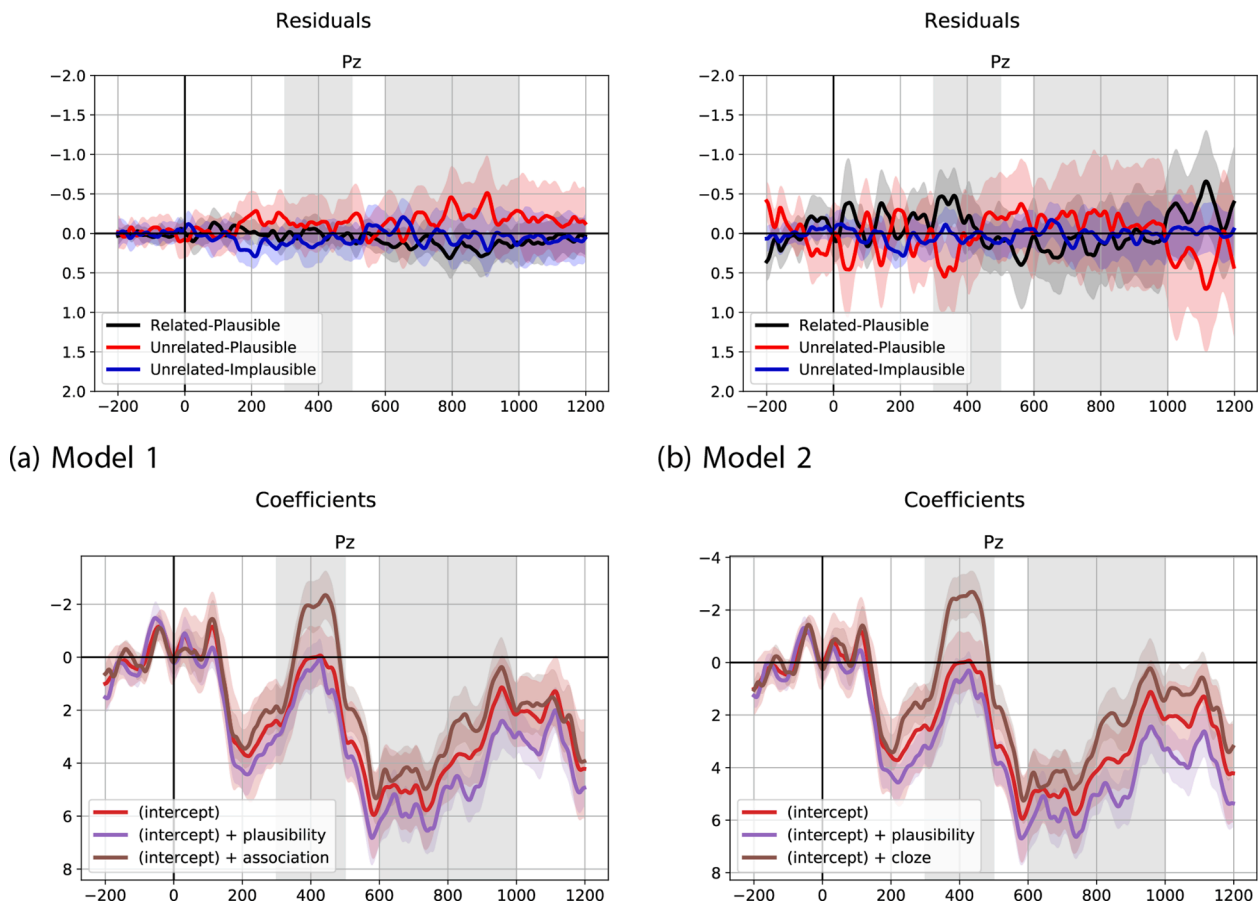 Residuals
Pz
−2.0
−1.5
−1.0
−0.5
0.0
0.5
1.0
1.5
2.0
Related-Plausible
Unrelated-Plausible
Unrelated-Implausible
−200 0 200 400 600 800 1000 1200
(a) Model 1
Residuals
Pz
−2.0
−1.5
−1.0
−0.5
0.0
0.5
1.0
1.5
2.0
Related-Plausible
Unrelated-Plausible
Unrelated-Implausible
−200 0 200 400 600 800 1000 1200
(b) Model 2
Coefficients
Pz
−2
0
2
4
6
8
(intercept)
(intercept) + plausibility
(intercept) + association
−200 0 200 400 600 800 1000 1200
Coefficients
Pz
−4
−2
0
2
4
6
8
(intercept)
(intercept) + plausibility
(intercept) + cloze
−200 0 200 400 600 800 1000 1200